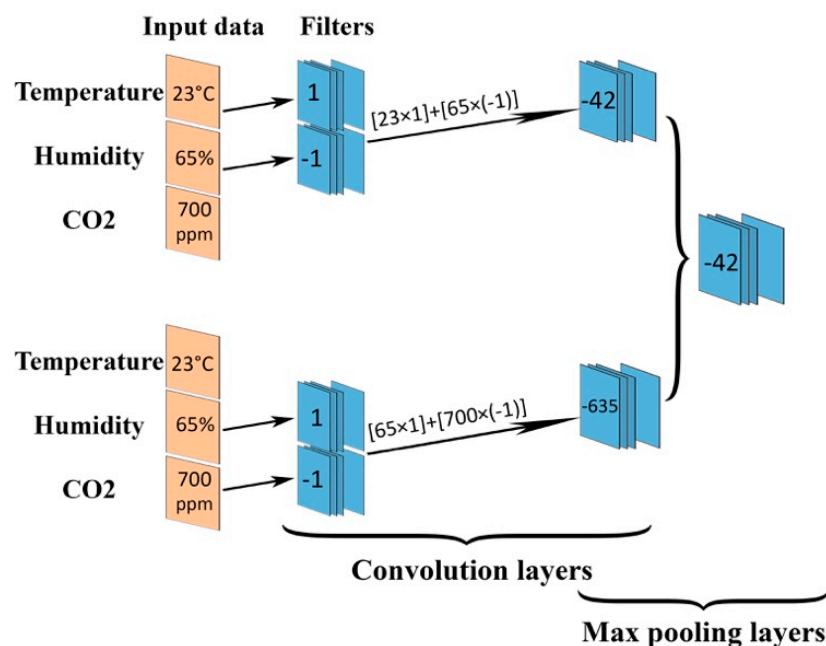 Input data Filters
Temperature 23°C 1 [23×1]+[65×(-1)] -42
Humidity 65% -1
CO2 700 ppm
-42
Temperature 23°C
Humidity 65% 1 [65×1]+[700×(-1)] -635
CO2 700 ppm -1
Convolution layers
Max pooling layers